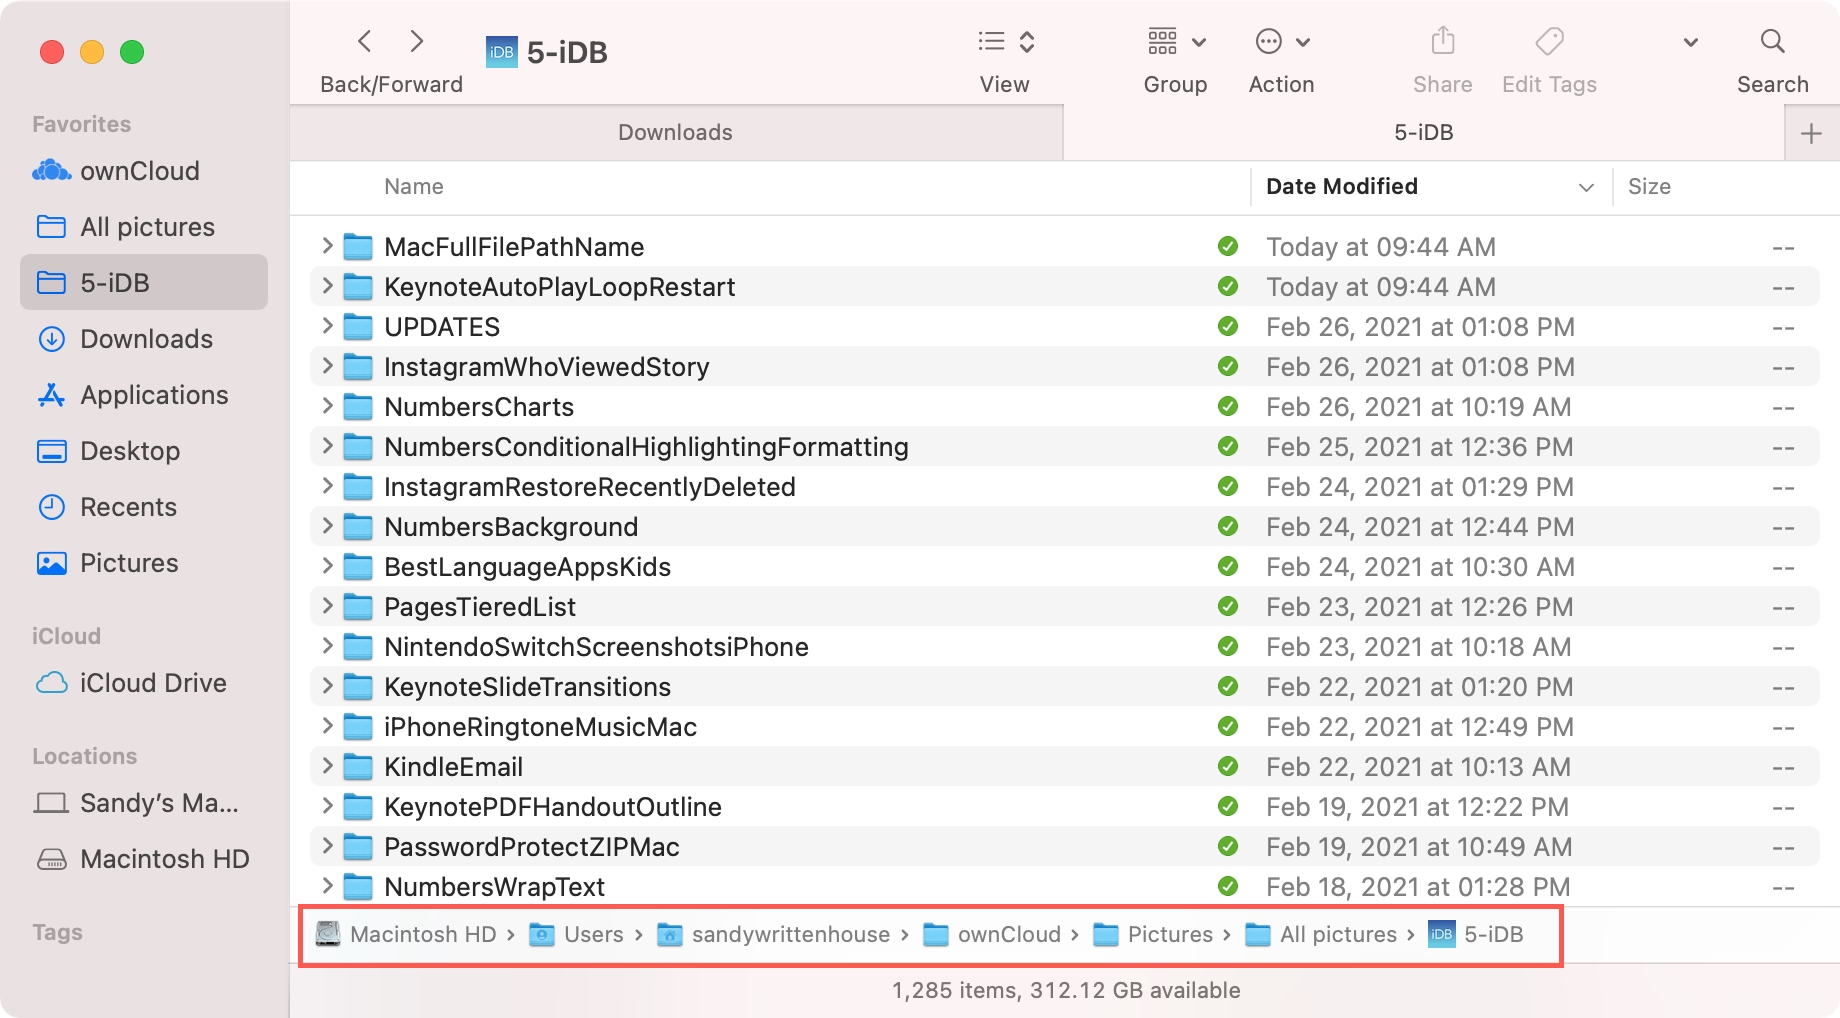 iDB 5-iDB
Back/Forward
View
Group
Action
Share
Edit Tags
Search
Favorites
ownCloud
All pictures
5-iDB
Downloads
Applications
Desktop
Recents
Pictures
iCloud
iCloud Drive
Locations
Sandy’s Ma...
Macintosh HD
Tags
Downloads
5-iDB
Name Date Modified Size
MacFullFilePathName Today at 09:44 AM --
KeynoteAutoPlayLoopRestart Today at 09:44 AM --
UPDATES Feb 26, 2021 at 01:08 PM --
InstagramWhoViewedStory Feb 26, 2021 at 01:08 PM --
NumbersCharts Feb 26, 2021 at 10:19 AM --
NumbersConditionalHighlightingFormatting Feb 25, 2021 at 12:36 PM --
InstagramRestoreRecentlyDeleted Feb 24, 2021 at 01:29 PM --
NumbersBackground Feb 24, 2021 at 12:44 PM --
BestLanguageAppsKids Feb 24, 2021 at 10:30 AM --
PagesTieredList Feb 23, 2021 at 12:26 PM --
NintendoSwitchScreenshotsiPhone Feb 23, 2021 at 10:18 AM --
KeynoteSlideTransitions Feb 22, 2021 at 01:20 PM --
iPhoneRingtoneMusicMac Feb 22, 2021 at 12:49 PM --
KindleEmail Feb 22, 2021 at 10:13 AM --
KeynotePDFHandoutOutline Feb 19, 2021 at 12:22 PM --
PasswordProtectZIPMac Feb 19, 2021 at 10:49 AM --
NumbersWrapText Feb 18, 2021 at 01:28 PM --
Macintosh HD › Users › sandywrittenhouse › ownCloud › Pictures › All pictures › iDB 5-iDB
1,285 items, 312.12 GB available